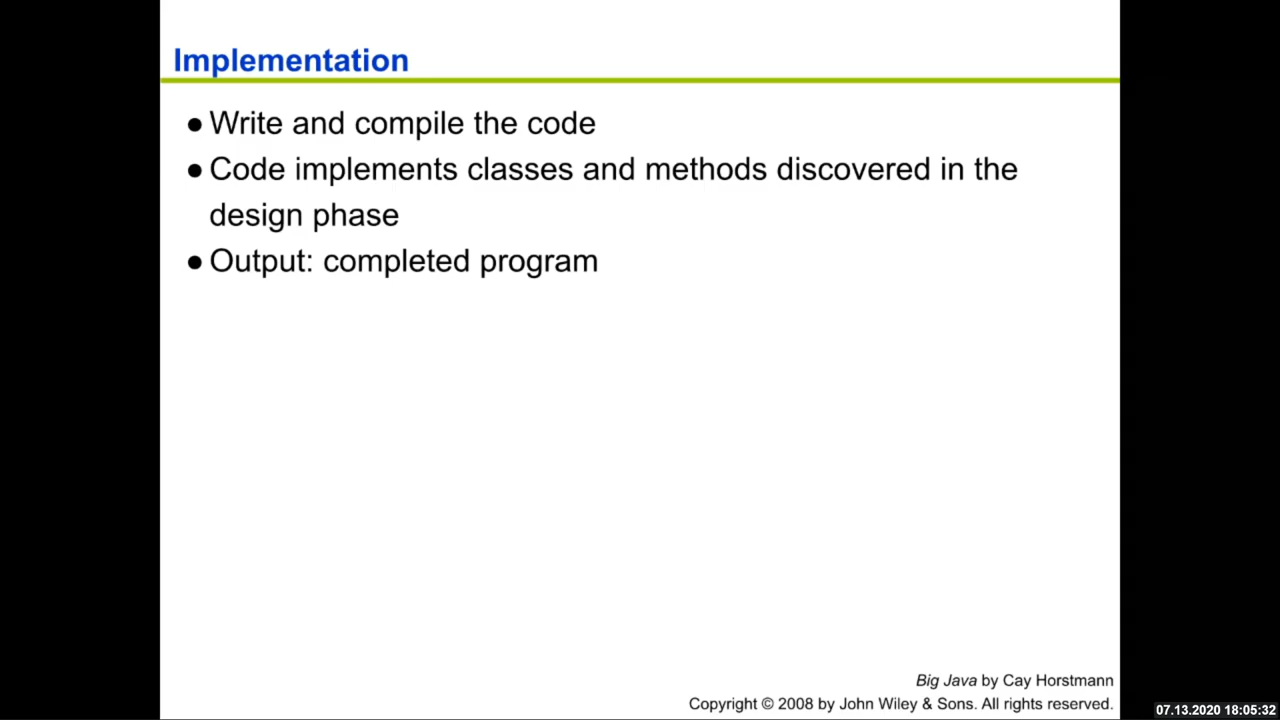 Implementation
● Write and compile the code
● Code implements classes and methods discovered in the
design phase
● Output: completed program
Big Java by Cay Horstmann
Copyright © 2008 by John Wiley & Sons. All rights reserved.
07.13.2020 18:05:32